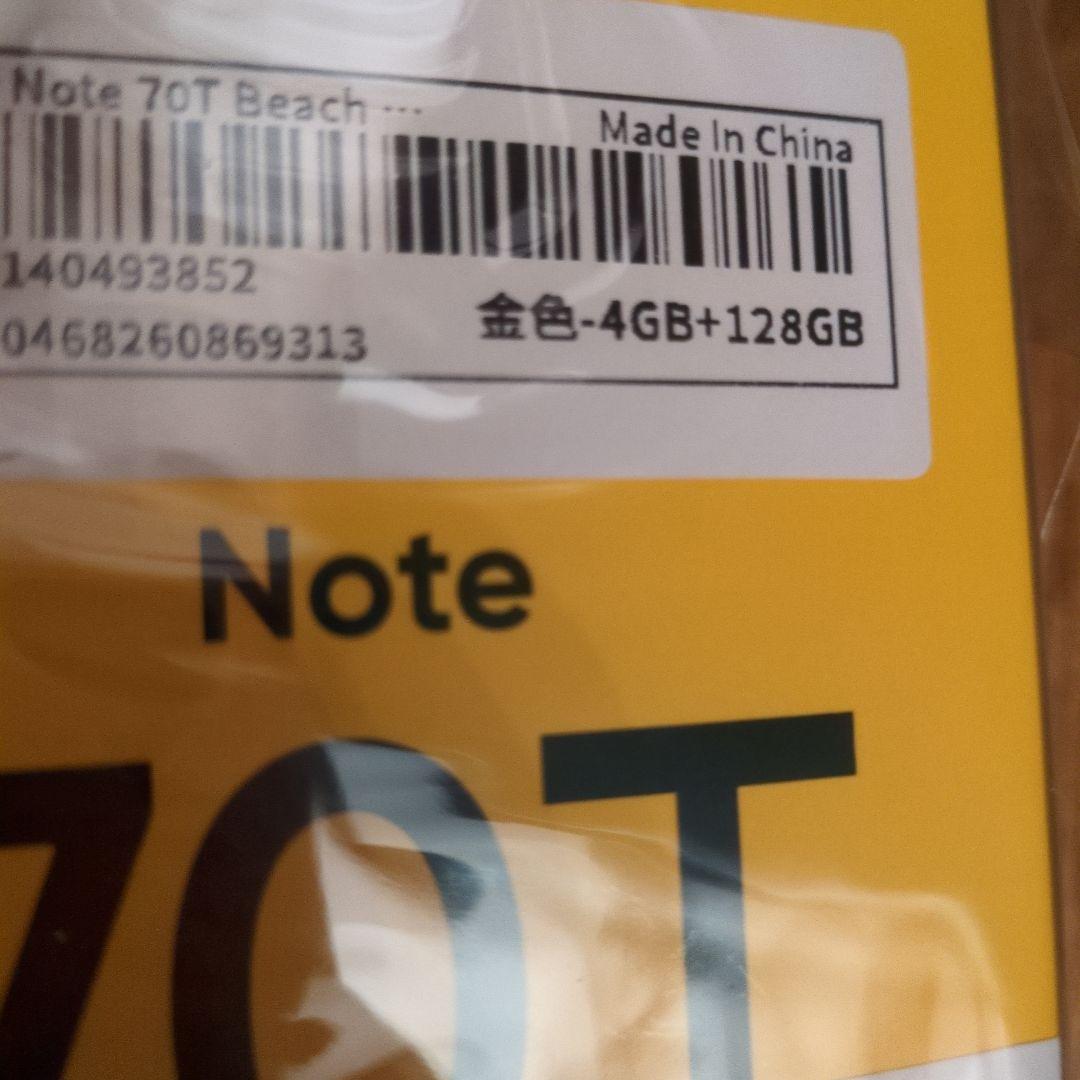 Note 70T Beach ...
Made In China
140493852
0468260869313
金色-4GB+128GB
Note
70T